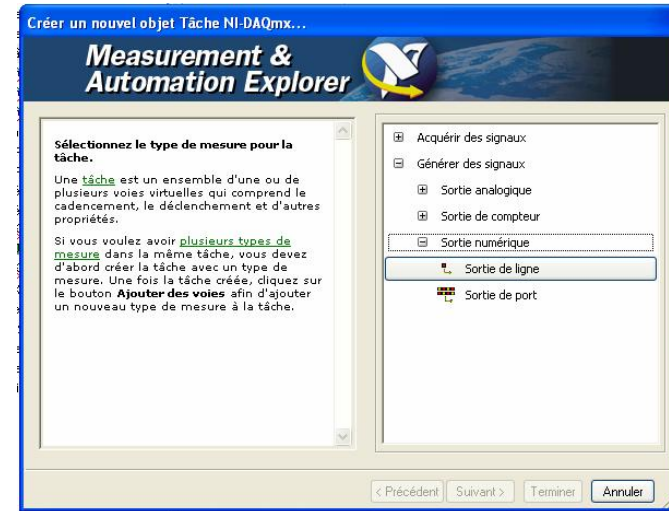 Créer un nouvel objet Tâche NI-DAQmx...
Measurement &
Automation Explorer
Sélectionnez le type de mesure pour la
tâche.
Une tâche est un ensemble d'une ou de
plusieurs voies virtuelles qui comprend le
cadencement, le déclenchement et d'autres
propriétés.
Si vous voulez avoir plusieurs types de
mesure dans la même tâche, vous devez
d'abord créer la tâche avec un type de
mesure. Une fois la tâche créée, cliquez sur
le bouton Ajouter des voies afin d'ajouter
un nouveau type de mesure à la tâche.
Acquérir des signaux
Générer des signaux
Sortie analogique
Sortie de compteur
Sortie numérique
Sortie de ligne
Sortie de port
< Précédent
Suivant >
Terminer
Annuler